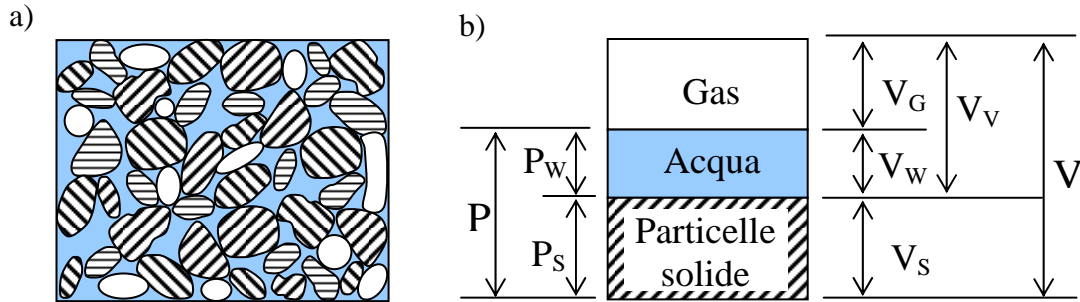 a)
b)
Gas
Acqua
Particelle
solide
P
P_W
P_S
V_G
V_W
V_S
V_V
V